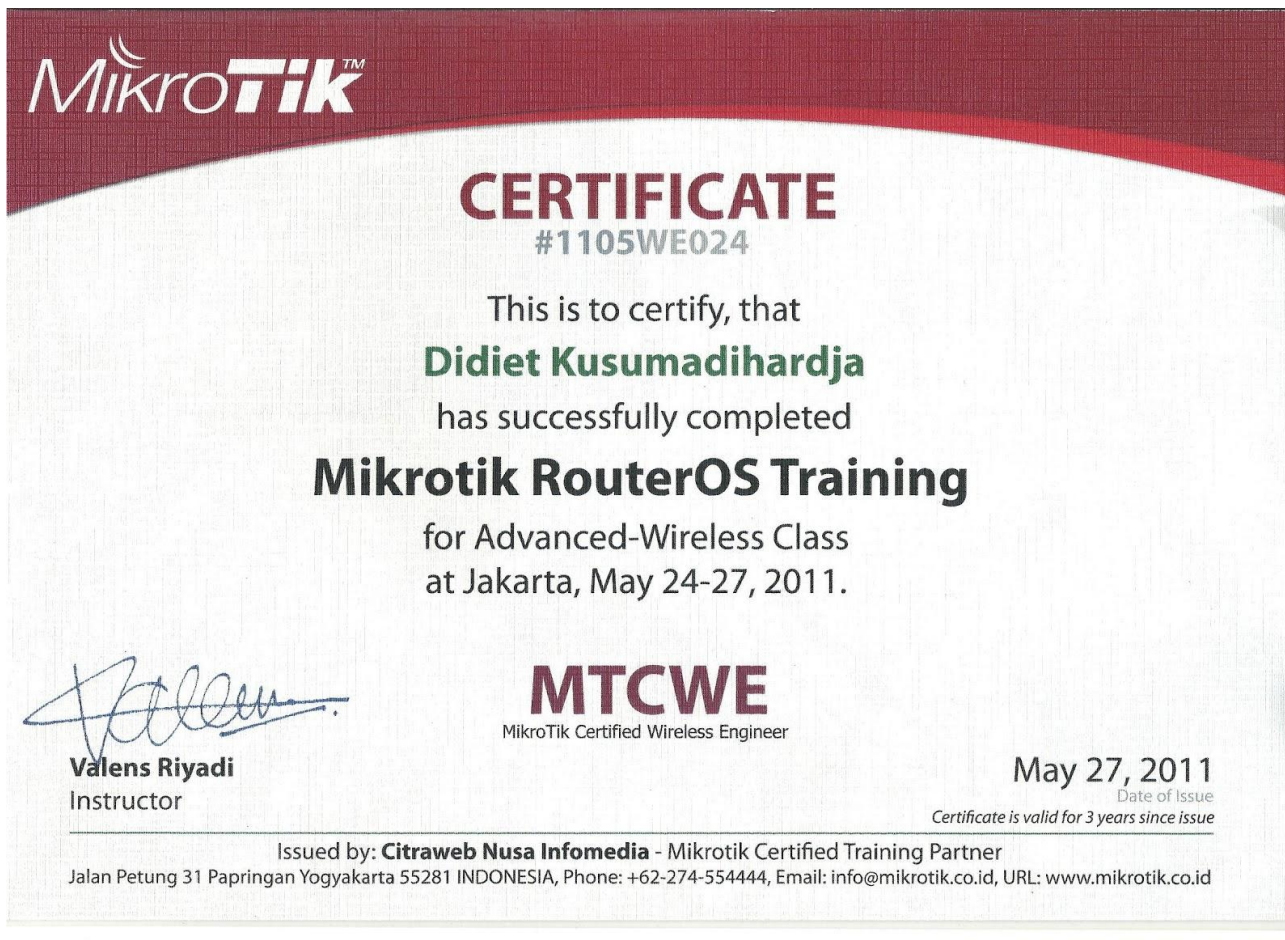 MikroTik™
CERTIFICATE
#1105WE024
This is to certify, that
Didiet Kusumadihardja
has successfully completed
Mikrotik RouterOS Training
for Advanced-Wireless Class
at Jakarta, May 24-27, 2011.
MTCWE
MikroTik Certified Wireless Engineer
Valens Riyadi
Instructor
May 27, 2011
Date of Issue
Certificate is valid for 3 years since issue
Issued by: Citraweb Nusa Infomedia - Mikrotik Certified Training Partner
Jalan Petung 31 Papringan Yogyakarta 55281 INDONESIA, Phone: +62-274-554444, Email: info@mikrotik.co.id, URL: www.mikrotik.co.id